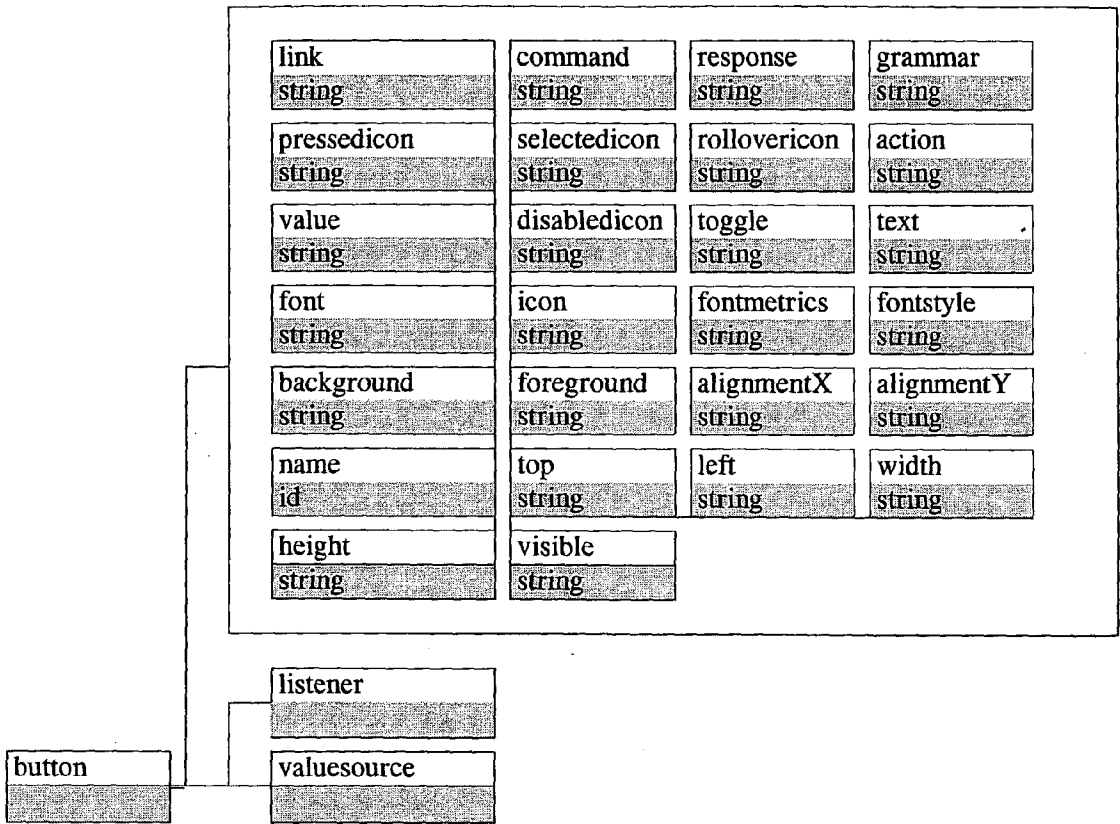 link command response grammar
string string string string
pressedicon selectedicon rollovericon action
string string string string
value disabledicon toggle text
string string string string
font icon fontmetrics fontstyle
string string string string
background foreground alignmentX alignmentY
string string string string
name top left width
id string string string
height visible
string string
listener
button valuesource